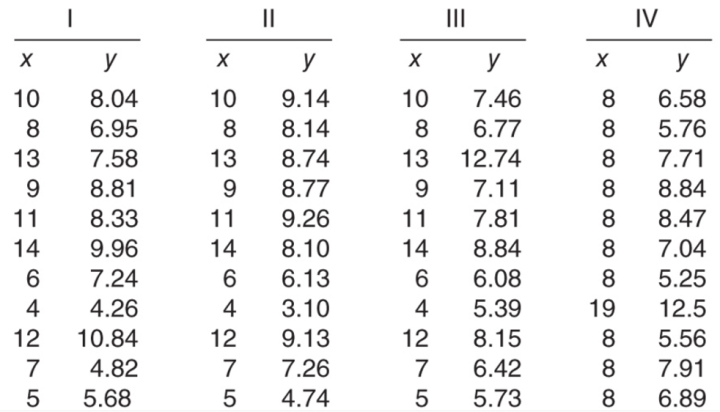 I II III IV
x y x y x y x y
10 8.04 10 9.14 10 7.46 8 6.58
8 6.95 8 8.14 8 6.77 8 5.76
13 7.58 13 8.74 13 12.74 8 7.71
9 8.81 9 8.77 9 7.11 8 8.84
11 8.33 11 9.26 11 7.81 8 8.47
14 9.96 14 8.10 14 8.84 8 7.04
6 7.24 6 6.13 6 6.08 8 5.25
4 4.26 4 3.10 4 5.39 19 12.5
12 10.84 12 9.13 12 8.15 8 5.56
7 4.82 7 7.26 7 6.42 8 7.91
5 5.68 5 4.74 5 5.73 8 6.89